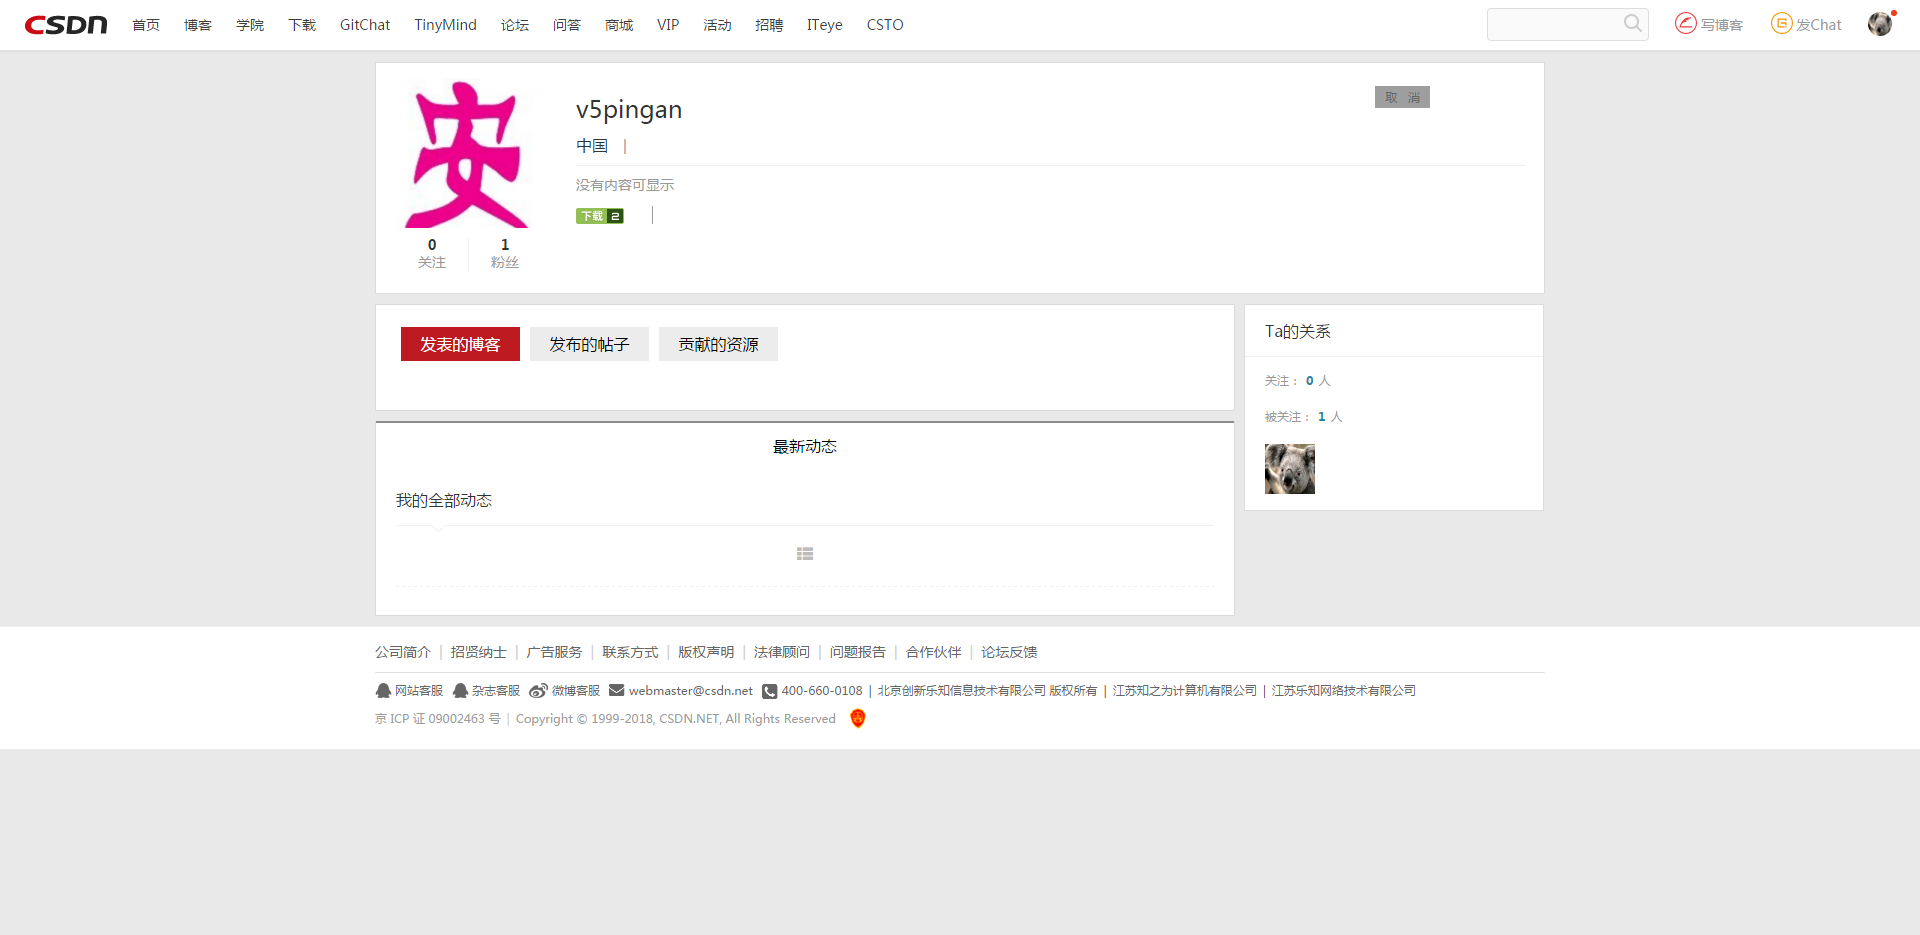 CSDN 首页 博客 学院 下载 GitChat TinyMind 论坛 问答 商城 VIP 活动 招聘 ITeye CSTO 写博客 发Chat
安
v5pingan
取 消
中国 |
没有内容可显示
下载 2 |
0 1
关注 粉丝
发表的博客 发布的帖子 贡献的资源
最新动态
我的全部动态
Ta的关系
关注： 0 人
被关注： 1 人
公司简介 | 招贤纳士 | 广告服务 | 联系方式 | 版权声明 | 法律顾问 | 问题报告 | 合作伙伴 | 论坛反馈
网站客服 杂志客服 微博客服 webmaster@csdn.net 400-660-0108 | 北京创新乐知信息技术有限公司 版权所有 | 江苏知之为计算机有限公司 | 江苏乐知网络技术有限公司
京 ICP 证 09002463 号 | Copyright © 1999-2018, CSDN.NET, All Rights Reserved